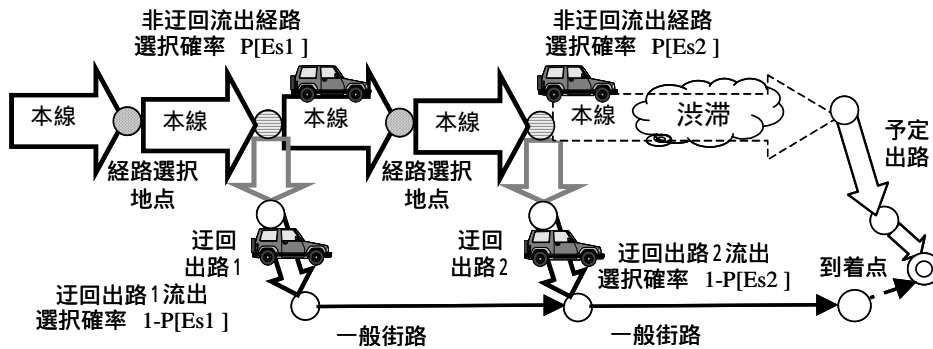 非迂回流出経路
選択確率 P[Es1 ]
非迂回流出経路
選択確率 P[Es2 ]
本線
本線
本線
本線
本線
渋滞
予定
出路
経路選択
地点
経路選択
地点
迂回
出路1
迂回
出路2
迂回出路2流出
選択確率 1-P[Es2 ]
到着点
迂回出路1流出
選択確率 1-P[Es1 ]
一般街路
一般街路